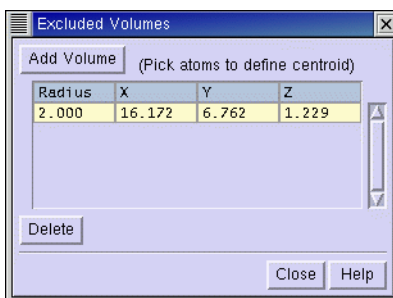 Excluded Volumes
Add Volume (Pick atoms to define centroid)
Radius X Y Z
2.000 16.172 6.762 1.229
Delete
Close Help